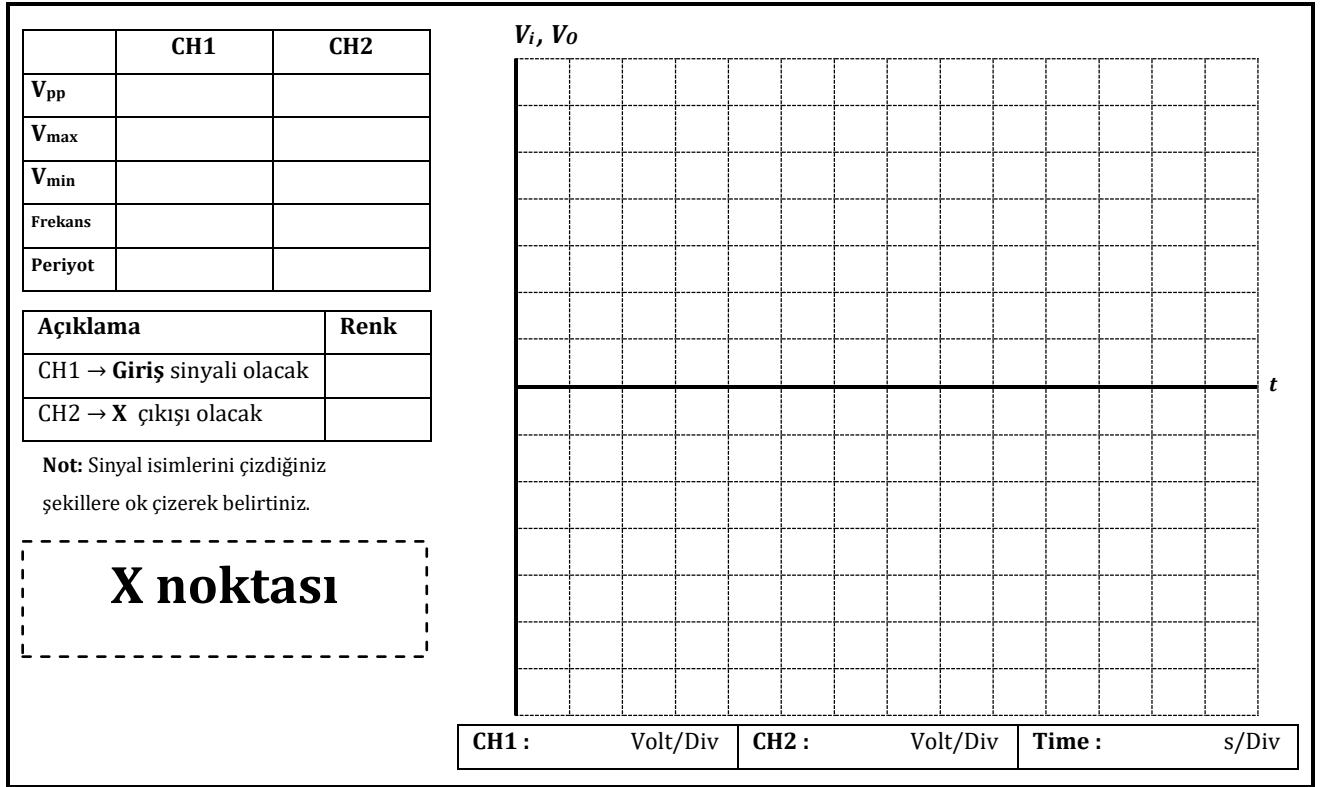 CH1 CH2
Vpp
Vmax
Vmin
Frekans
Periyot
Açıklama Renk
CH1 → Giriş sinyali olacak
CH2 → X çıkışı olacak
Not: Sinyal isimlerini çizdiğiniz
şekillere ok çizerek belirtiniz.
X noktası
Vi, VO
t
CH1 : Volt/Div CH2 : Volt/Div Time : s/Div